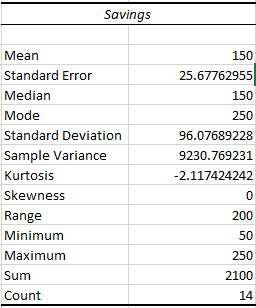 Savings
Mean 150
Standard Error 25.67762955
Median 150
Mode 250
Standard Deviation 96.07689228
Sample Variance 9230.769231
Kurtosis -2.117424242
Skewness 0
Range 200
Minimum 50
Maximum 250
Sum 2100
Count 14